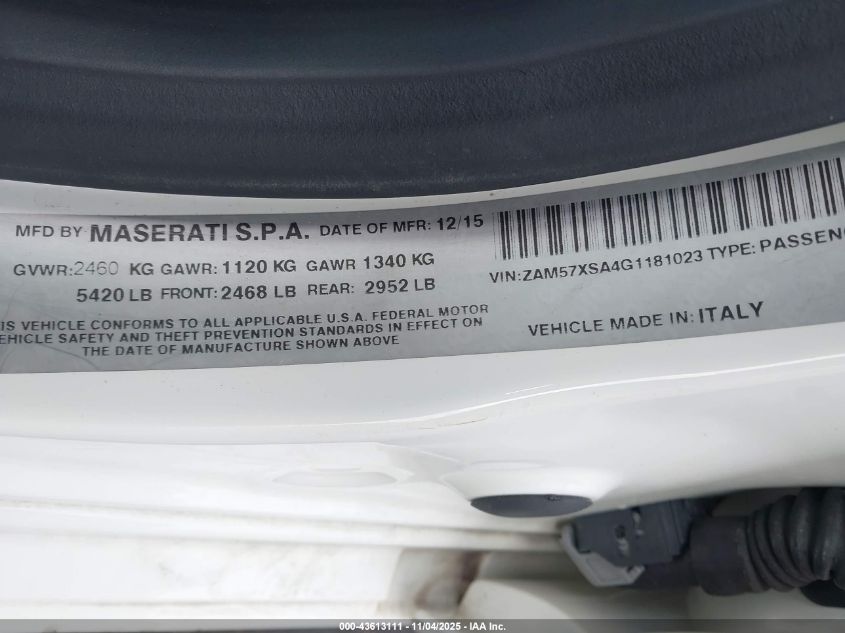 MFD BY MASERATI S.P.A. DATE OF MFR: 12/15
GVWR:2460 KG GAWR: 1120 KG GAWR 1340 KG
5420 LB FRONT: 2468 LB REAR: 2952 LB
IS VEHICLE CONFORMS TO ALL APPLICABLE U.S.A. FEDERAL MOTOR
EHICLE SAFETY AND THEFT PREVENTION STANDARDS IN EFFECT ON
THE DATE OF MANUFACTURE SHOWN ABOVE
VIN:ZAM57XSA4G1181023 TYPE: PASSEN
VEHICLE MADE IN: ITALY
000-43613111 - 11/04/2025 - IAA Inc.